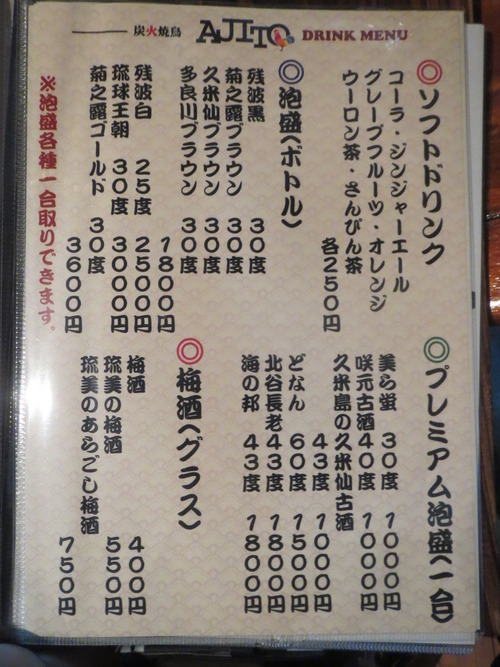 炭火焼鳥 AJITO DRINK MENU
◎ソフトドリンク
コーラ・ジンジャーエール
グレープフルーツ・オレンジ
ウーロン茶・さんぴん茶
各250円
◎泡盛(ボトル)
残波黒 30度
菊之露ブラウン 30度
久米仙ブラウン 30度
多良川ブラウン 30度
1800円
残波白 25度 2500円
琉球王朝 30度 3000円
菊之露ゴールド 30度
3600円
※泡盛各種一合取りできます。
◎プレミアム泡盛(一合)
美ら蛍 30度 1000円
咲元古酒 40度 1000円
久米島の久米仙古酒
43度 1000円
どなん 60度 1500円
北谷長老 43度 1800円
海の邦 43度 1800円
◎梅酒(グラス)
梅酒 400円
琉美の梅酒 550円
琉美のあらごし梅酒
750円